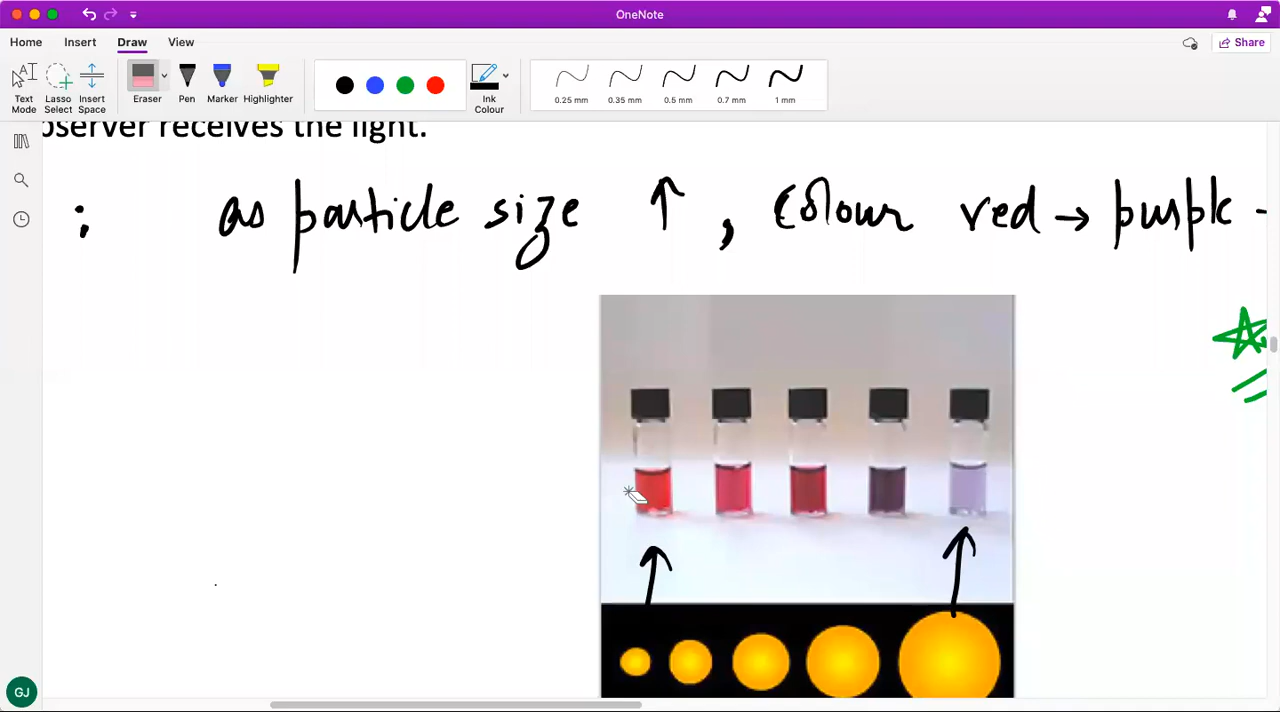 OneNote
Home Insert Draw View Share
Text Mode Lasso Select Insert Space Eraser Pen Marker Highlighter Ink Colour 0.25 mm 0.35 mm 0.5 mm 0.7 mm 1 mm
observer receives the light.
: as particle size ↑ , Colour red → purple -
GJ